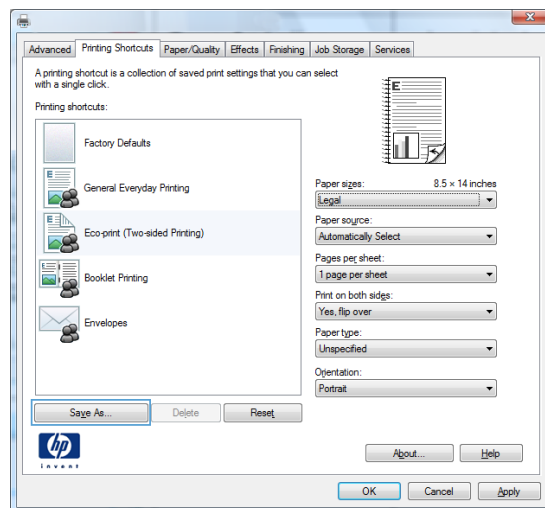 Advanced Printing Shortcuts Paper/Quality Effects Finishing Job Storage Services
A printing shortcut is a collection of saved print settings that you can select
with a single click.
Printing shortcuts:
Factory Defaults
General Everyday Printing
Eco-print (Two-sided Printing)
Booklet Printing
Envelopes
E
Paper sizes: 8.5 × 14 inches
Legal
Paper source:
Automatically Select
Pages per sheet:
1 page per sheet
Print on both sides:
Yes, flip over
Paper type:
Unspecified
Orientation:
Portrait
Save As... Delete Reset
hp
invent
About... Help
OK Cancel Apply